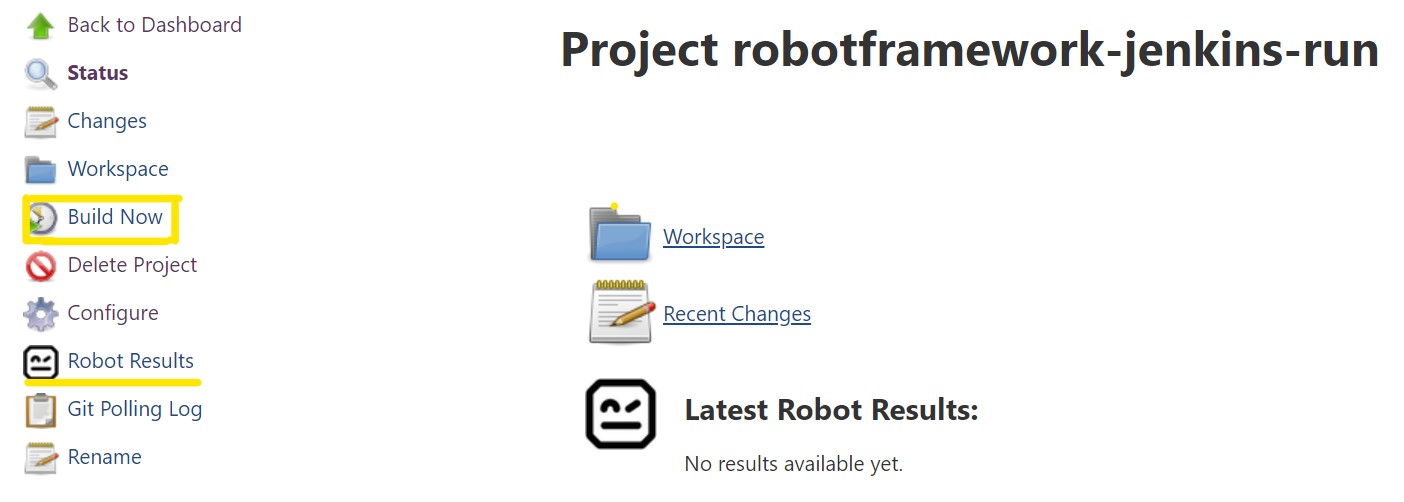 Back to Dashboard
Status
Changes
Workspace
Build Now
Delete Project
Configure
Robot Results
Git Polling Log
Rename
Project robotframework-jenkins-run
Workspace
Recent Changes
Latest Robot Results:
No results available yet.